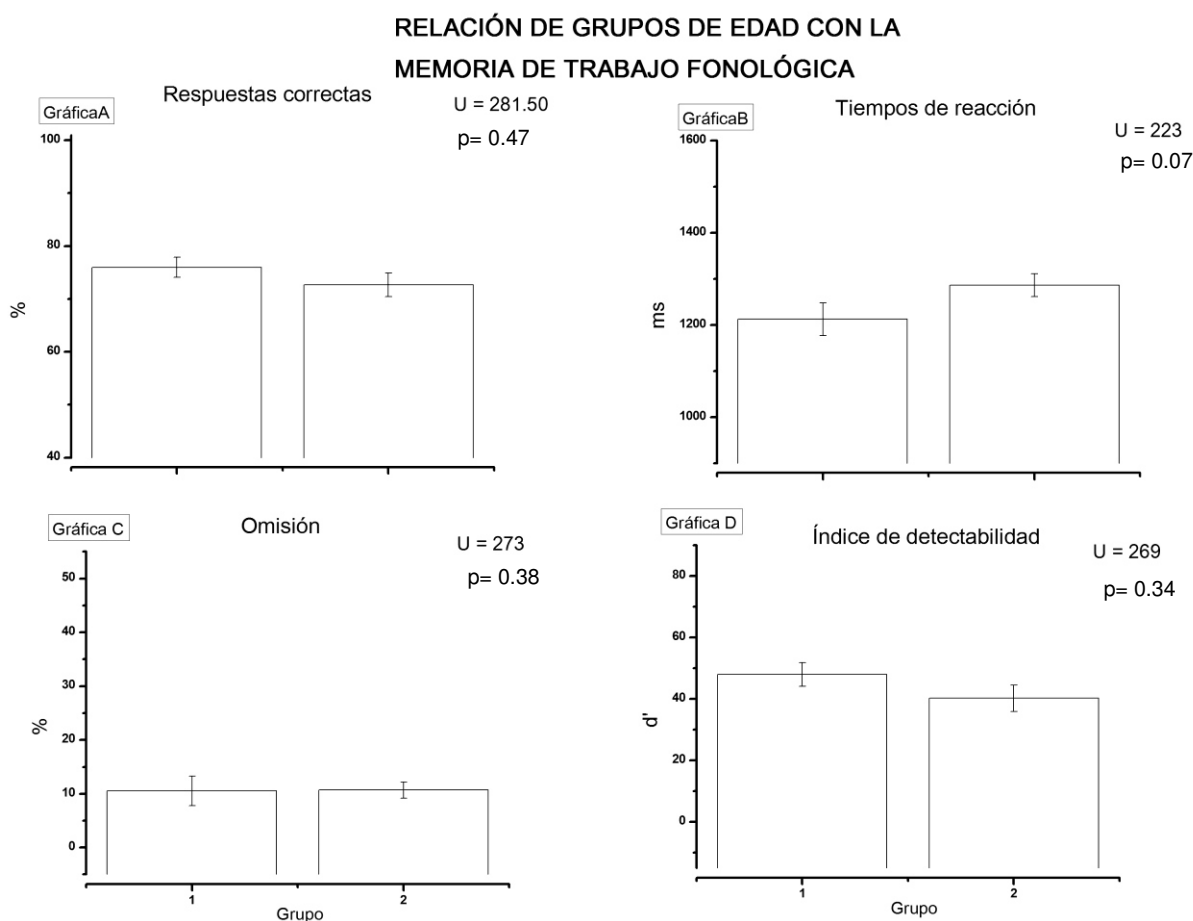 RELACIÓN DE GRUPOS DE EDAD CON LA
MEMORIA DE TRABAJO FONOLÓGICA
GráficaA
Respuestas correctas
U = 281.50
p= 0.47
100
80
60
40
%
GráficaB
Tiempos de reacción
U = 223
p= 0.07
1600
1400
1200
1000
ms
Gráfica C
Omisión
U = 273
p= 0.38
50
40
30
20
10
0
%
1
2
Grupo
Gráfica D
Índice de detectabilidad
U = 269
p= 0.34
80
60
40
20
0
d'
1
2
Grupo